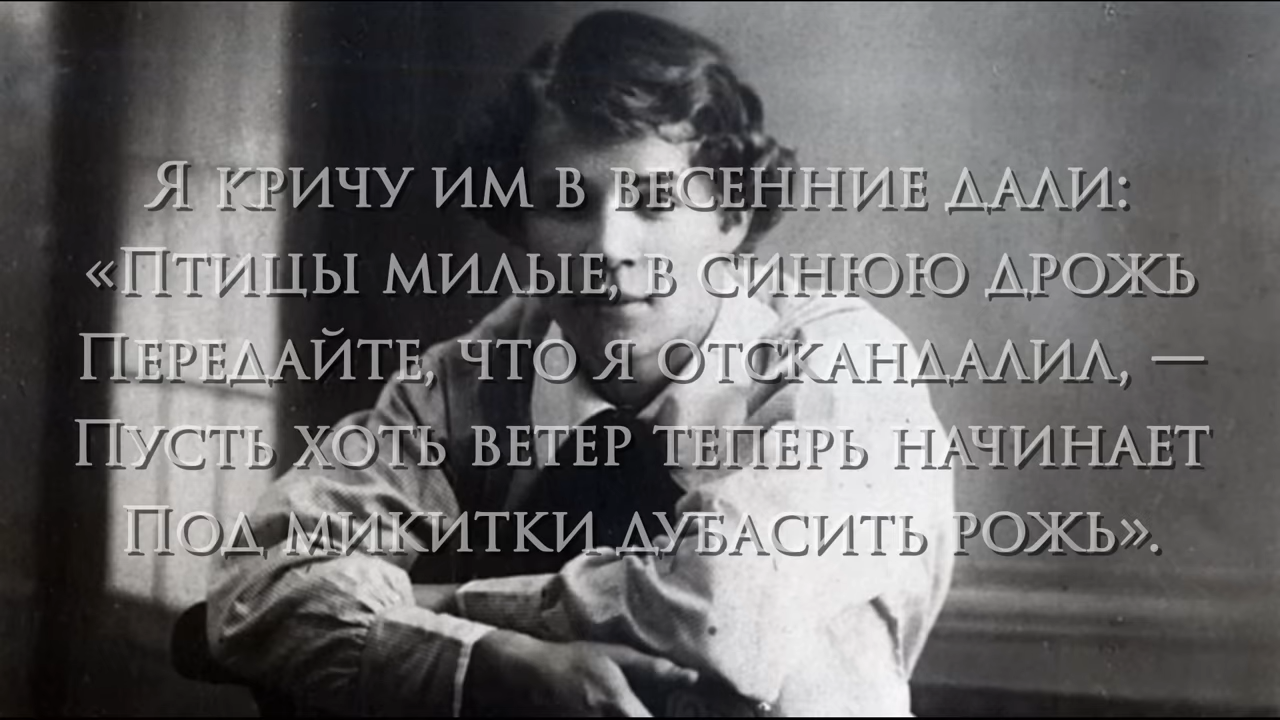 Я кричу им в весенние дали:
«Птицы милые, в синюю дрожь
Передайте, что я отскандалил, —
Пусть хоть ветер теперь начинает
Под микитки дубасить рожь».